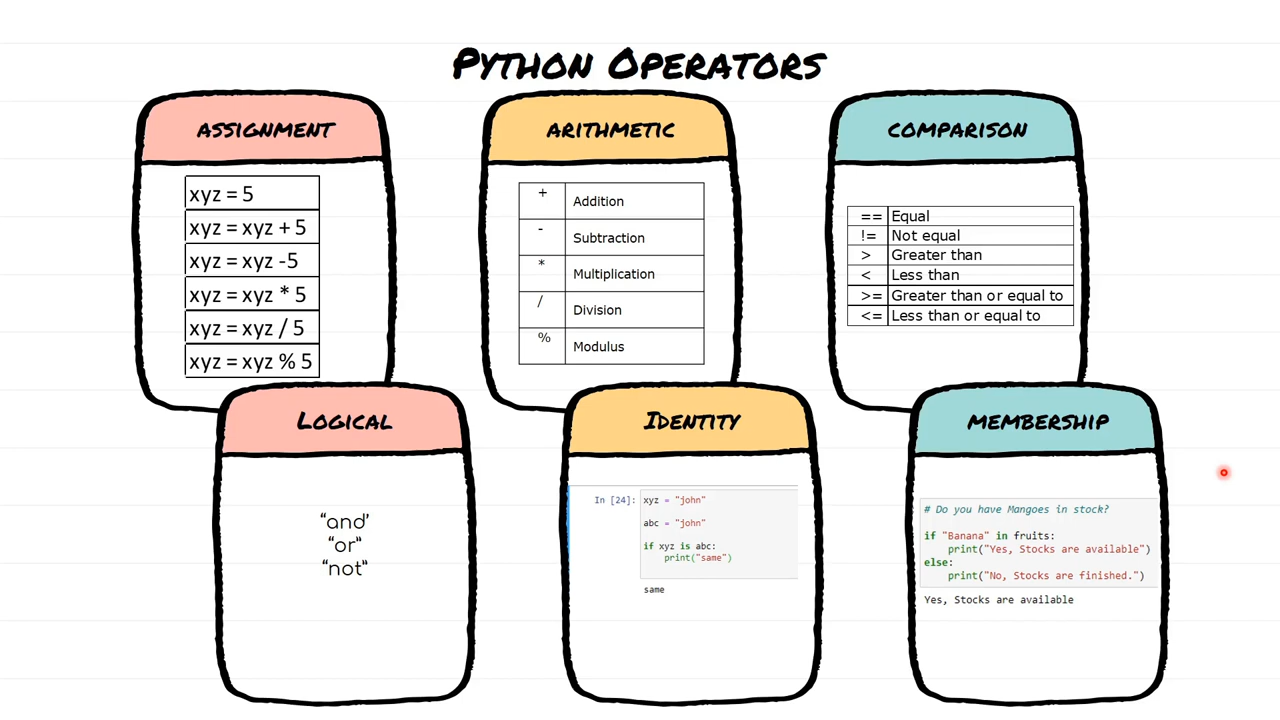 Python Operators
ASSIGNMENT
xyz = 5
xyz = xyz + 5
xyz = xyz -5
xyz = xyz * 5
xyz = xyz / 5
xyz = xyz % 5
ARITHMETIC
+ Addition
- Subtraction
* Multiplication
/ Division
% Modulus
COMPARISON
== Equal
!= Not equal
> Greater than
< Less than
>= Greater than or equal to
<= Less than or equal to
Logical
“and’
“or”
“not”
Identity
In [24]: xyz = "john"
abc = "john"
if xyz is abc:
print("same")
same
MEMBERSHIP
# Do you have Mangoes in stock?
if "Banana" in fruits:
print("Yes, Stocks are available")
else:
print("No, Stocks are finished.")
Yes, Stocks are available